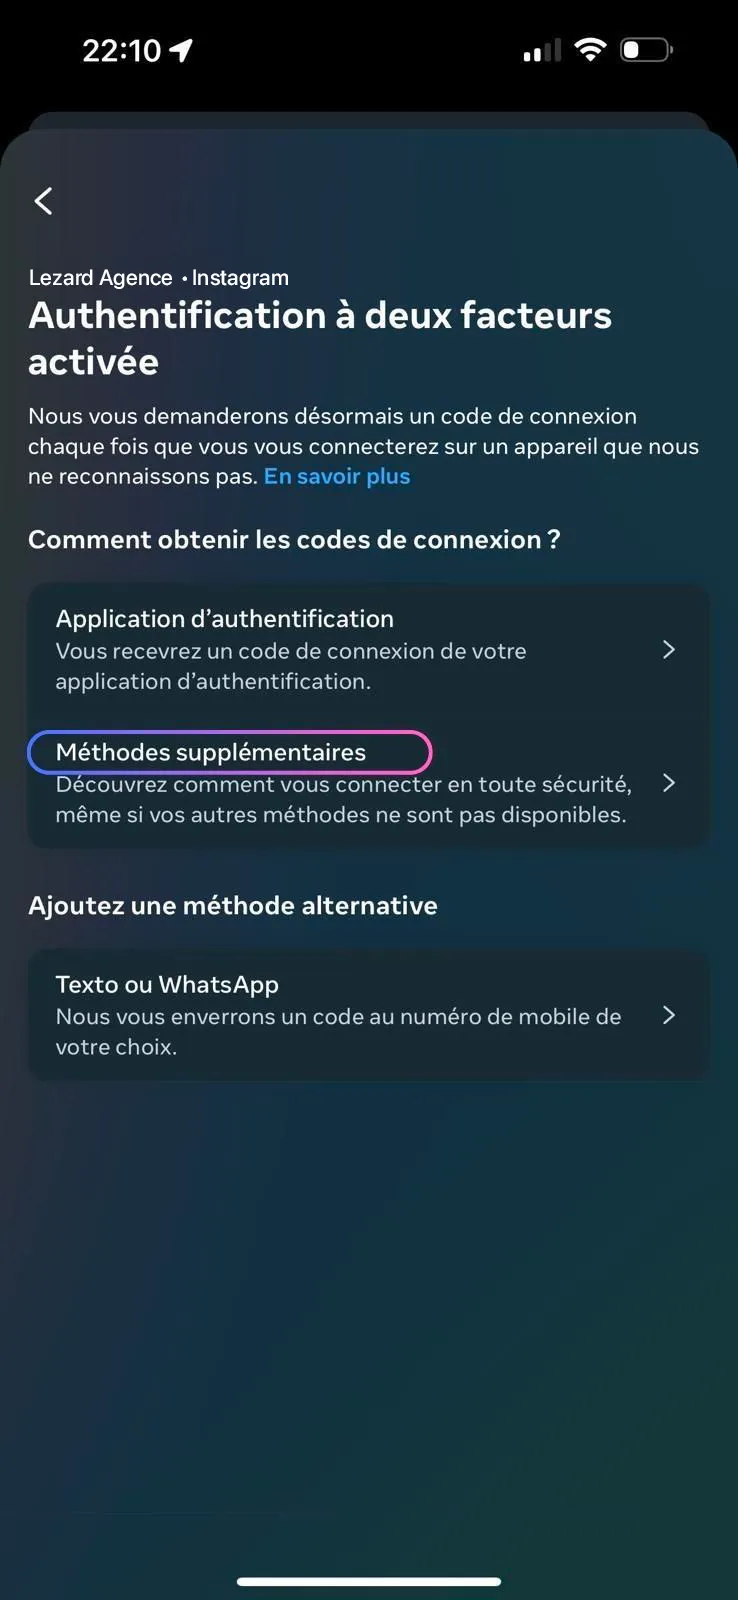 22:10
Lezard Agence • Instagram
Authentification à deux facteurs
activée
Nous vous demanderons désormais un code de connexion
chaque fois que vous vous connecterez sur un appareil que nous
ne reconnaissons pas. En savoir plus
Comment obtenir les codes de connexion ?
Application d’authentification
Vous recevrez un code de connexion de votre
application d’authentification.
Méthodes supplémentaires
Découvrez comment vous connecter en toute sécurité,
même si vos autres méthodes ne sont pas disponibles.
Ajoutez une méthode alternative
Texto ou WhatsApp
Nous vous enverrons un code au numéro de mobile de
votre choix.